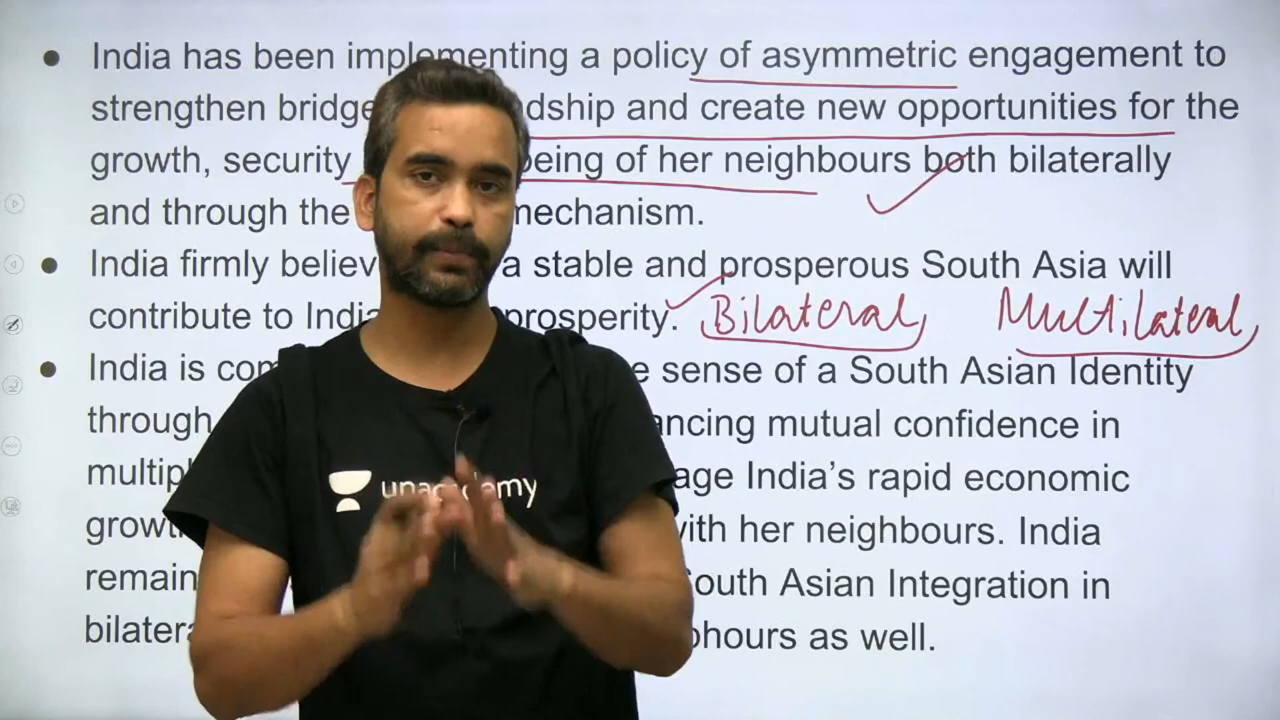 India has been implementing a policy of asymmetric engagement to
strengthen bridge ndship and create new opportunities for the
growth, security being of her neighbours both bilaterally
and through the mechanism.
India firmly believ a stable and prosperous South Asia will
contribute to India prosperity. Bilateral, Multilateral,
India is com e sense of a South Asian Identity
through ancing mutual confidence in
multipl age India's rapid economic
growth with her neighbours. India
remain South Asian Integration in
bilatera bhours as well.
unacademy